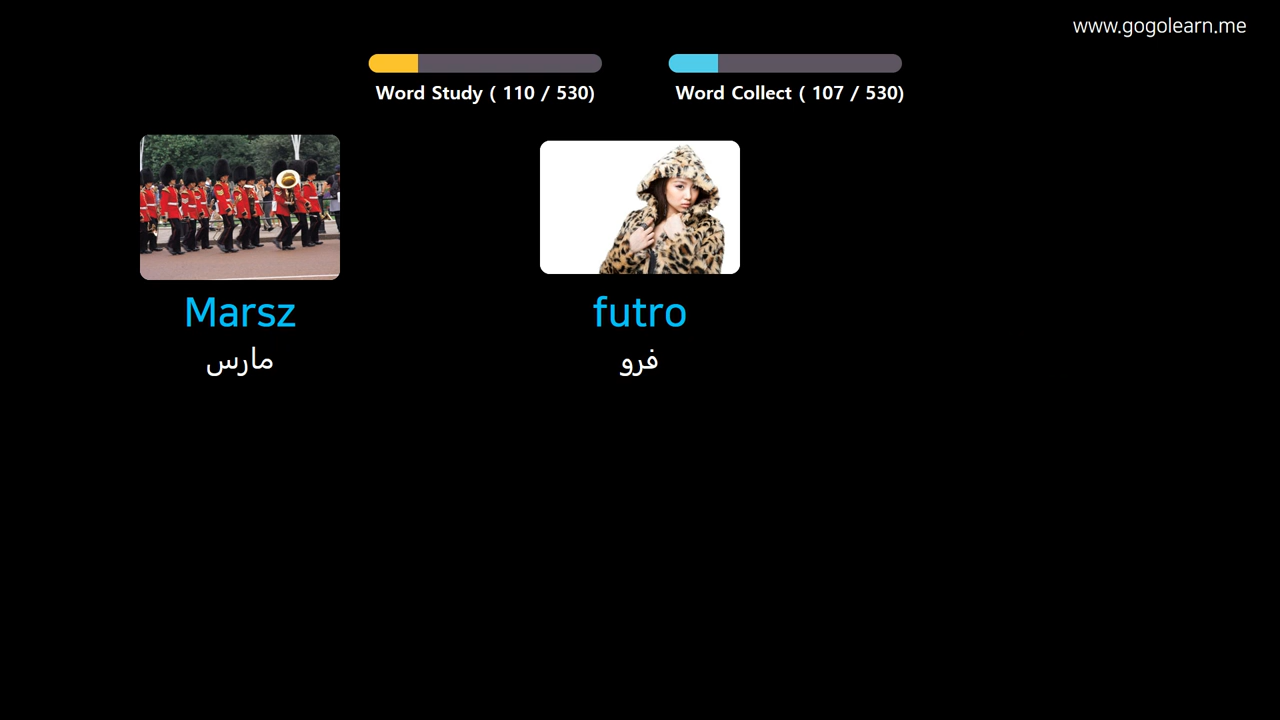 www.gogolearn.me
Word Study ( 110 / 530)
Word Collect ( 107 / 530)
Marsz
مارس
futro
فرو